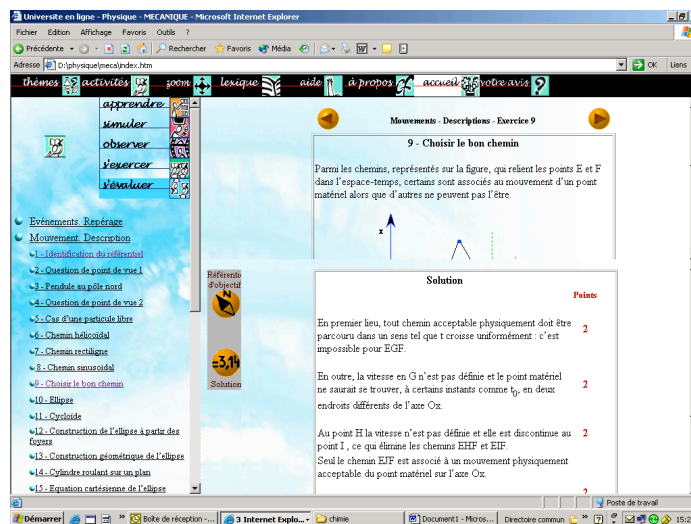 Universite en ligne - Physique - MECANIQUE - Microsoft Internet Explorer
Fichier Edition Affichage Favoris Outils ?
Précédente Rechercher Favoris Média
Adresse D:\physique\meca\index.htm OK Liens
thèmes activités zoom lexique aide à propos accueil votre avis ?
apprendre
simuler
observer
s'exercer
s'évaluer
Evénements. Repérage
Mouvement. Description
1 - Identification du référentiel
2 - Question de point de vue 1
3 - Pendule au pôle nord
4 - Question de point de vue 2
5 - Cas d'une particule libre
6 - Chemin hélicoïdal
7 - Chemin rectiligne
8 - Chemin sinusoïdal
9 - Choisir le bon chemin
10 - Ellipse
11 - Cycloïde
12 - Construction de l'ellipse à partir des
foyers
13 - Construction géométrique de l'ellipse
14 - Cylindre roulant sur un plan
15 - Equation cartésienne de l'ellipse
Mouvements - Descriptions - Exercice 9
9 - Choisir le bon chemin
Parmi les chemins, représentés sur la figure, qui relient les points E et F
dans l'espace-temps, certains sont associés au mouvement d'un point
matériel alors que d'autres ne peuvent pas l'être.
x
Référentie
d'objectif
N
=3,14
Solution
Solution
Points
En premier lieu, tout chemin acceptable physiquement doit être 2
parcouru dans un sens tel que t croisse uniformément : c'est
impossible pour EGF.
En outre, la vitesse en G n'est pas définie et le point matériel 2
ne saurait se trouver, à certains instants comme t0, en deux
endroits différents de l'axe Ox.
Au point H la vitesse n'est pas définie et elle est discontinue au 2
point I , ce qui élimine les chemins EHF et EIF.
Seul le chemin EJF est associé à un mouvement physiquement
acceptable du point matériel sur l'axe Ox.
Poste de travail
Démarrer » Boîte de réception -... 3 Internet Explo... chimie Document1 - Micros... Directoire commun » 15:2